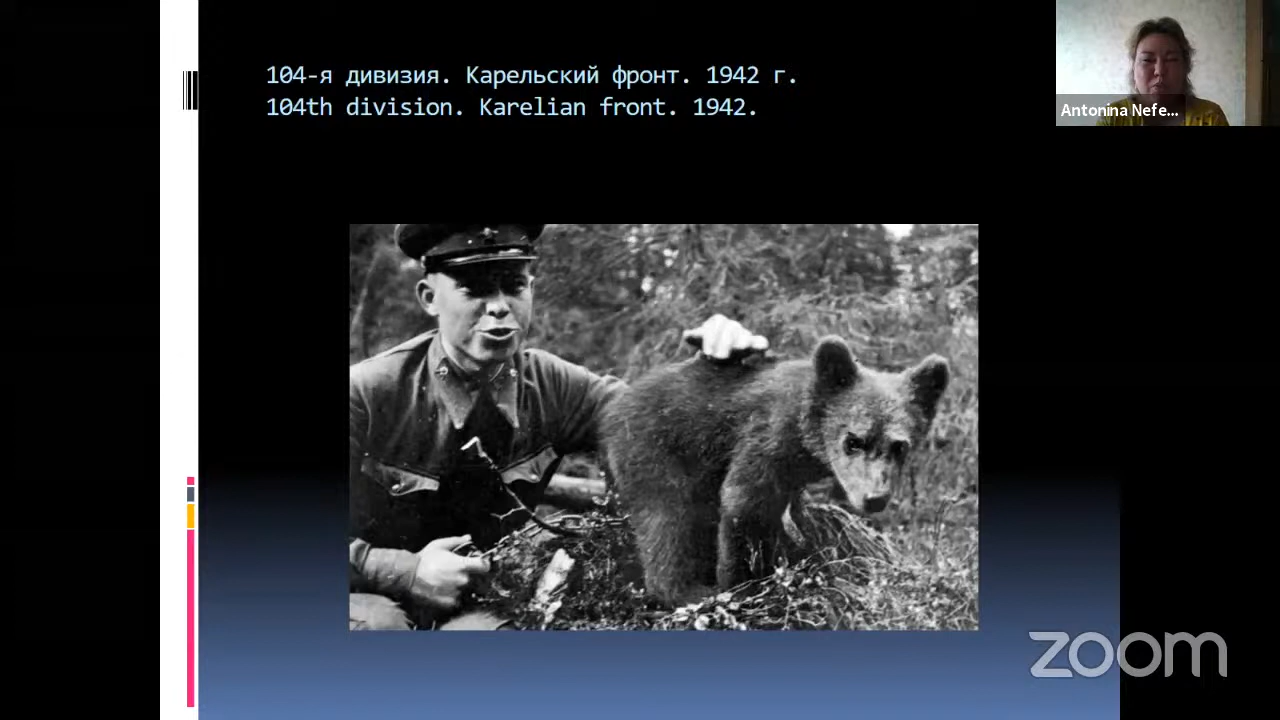 104-я дивизия. Карельский фронт. 1942 г.
104th division. Karelian front. 1942.
Antonina Nefe...
zoom